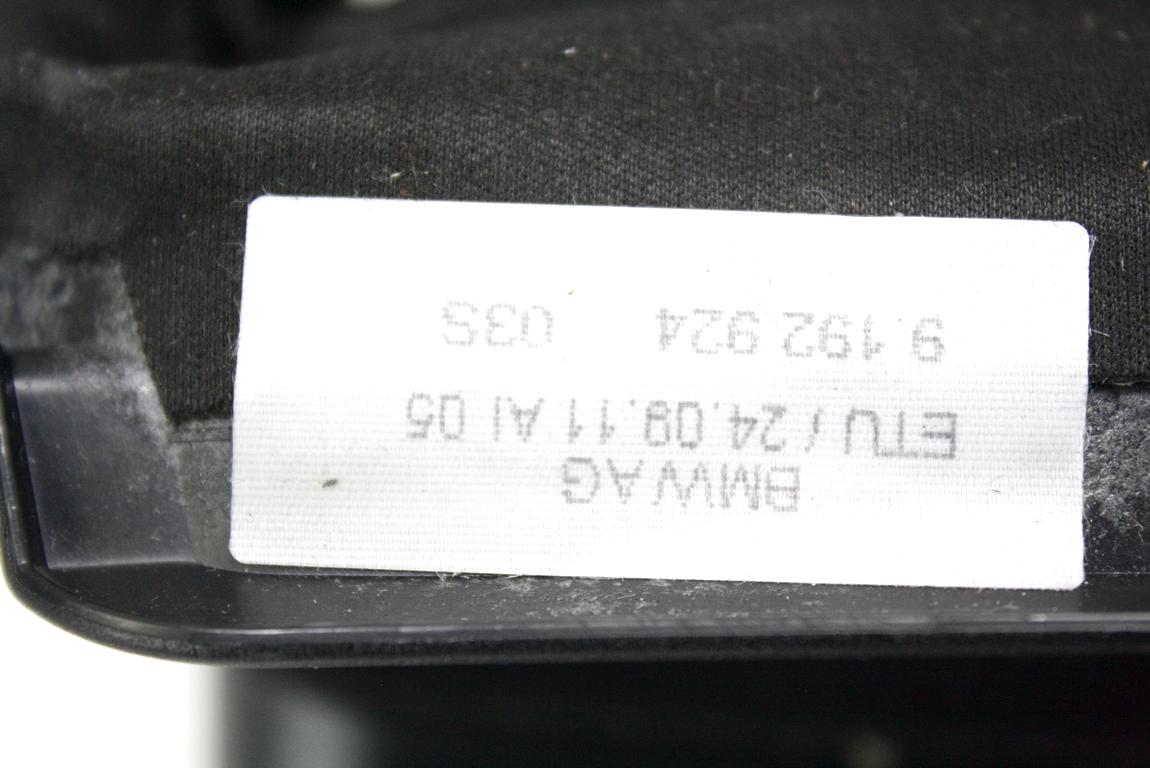 BMW AG
ETU / 24.09.11 AI 05
9 192 924 03S